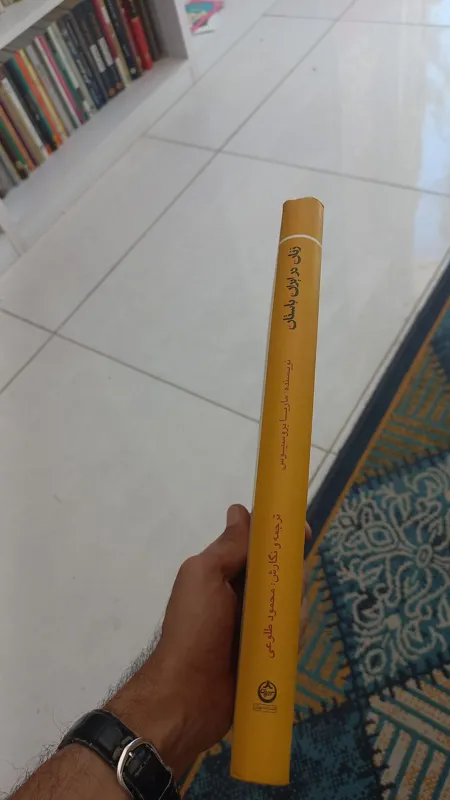 زنان در ایران باستان
نویسنده: ماریا بروسیوس
ترجمه و نگارش: محمود طلوعی